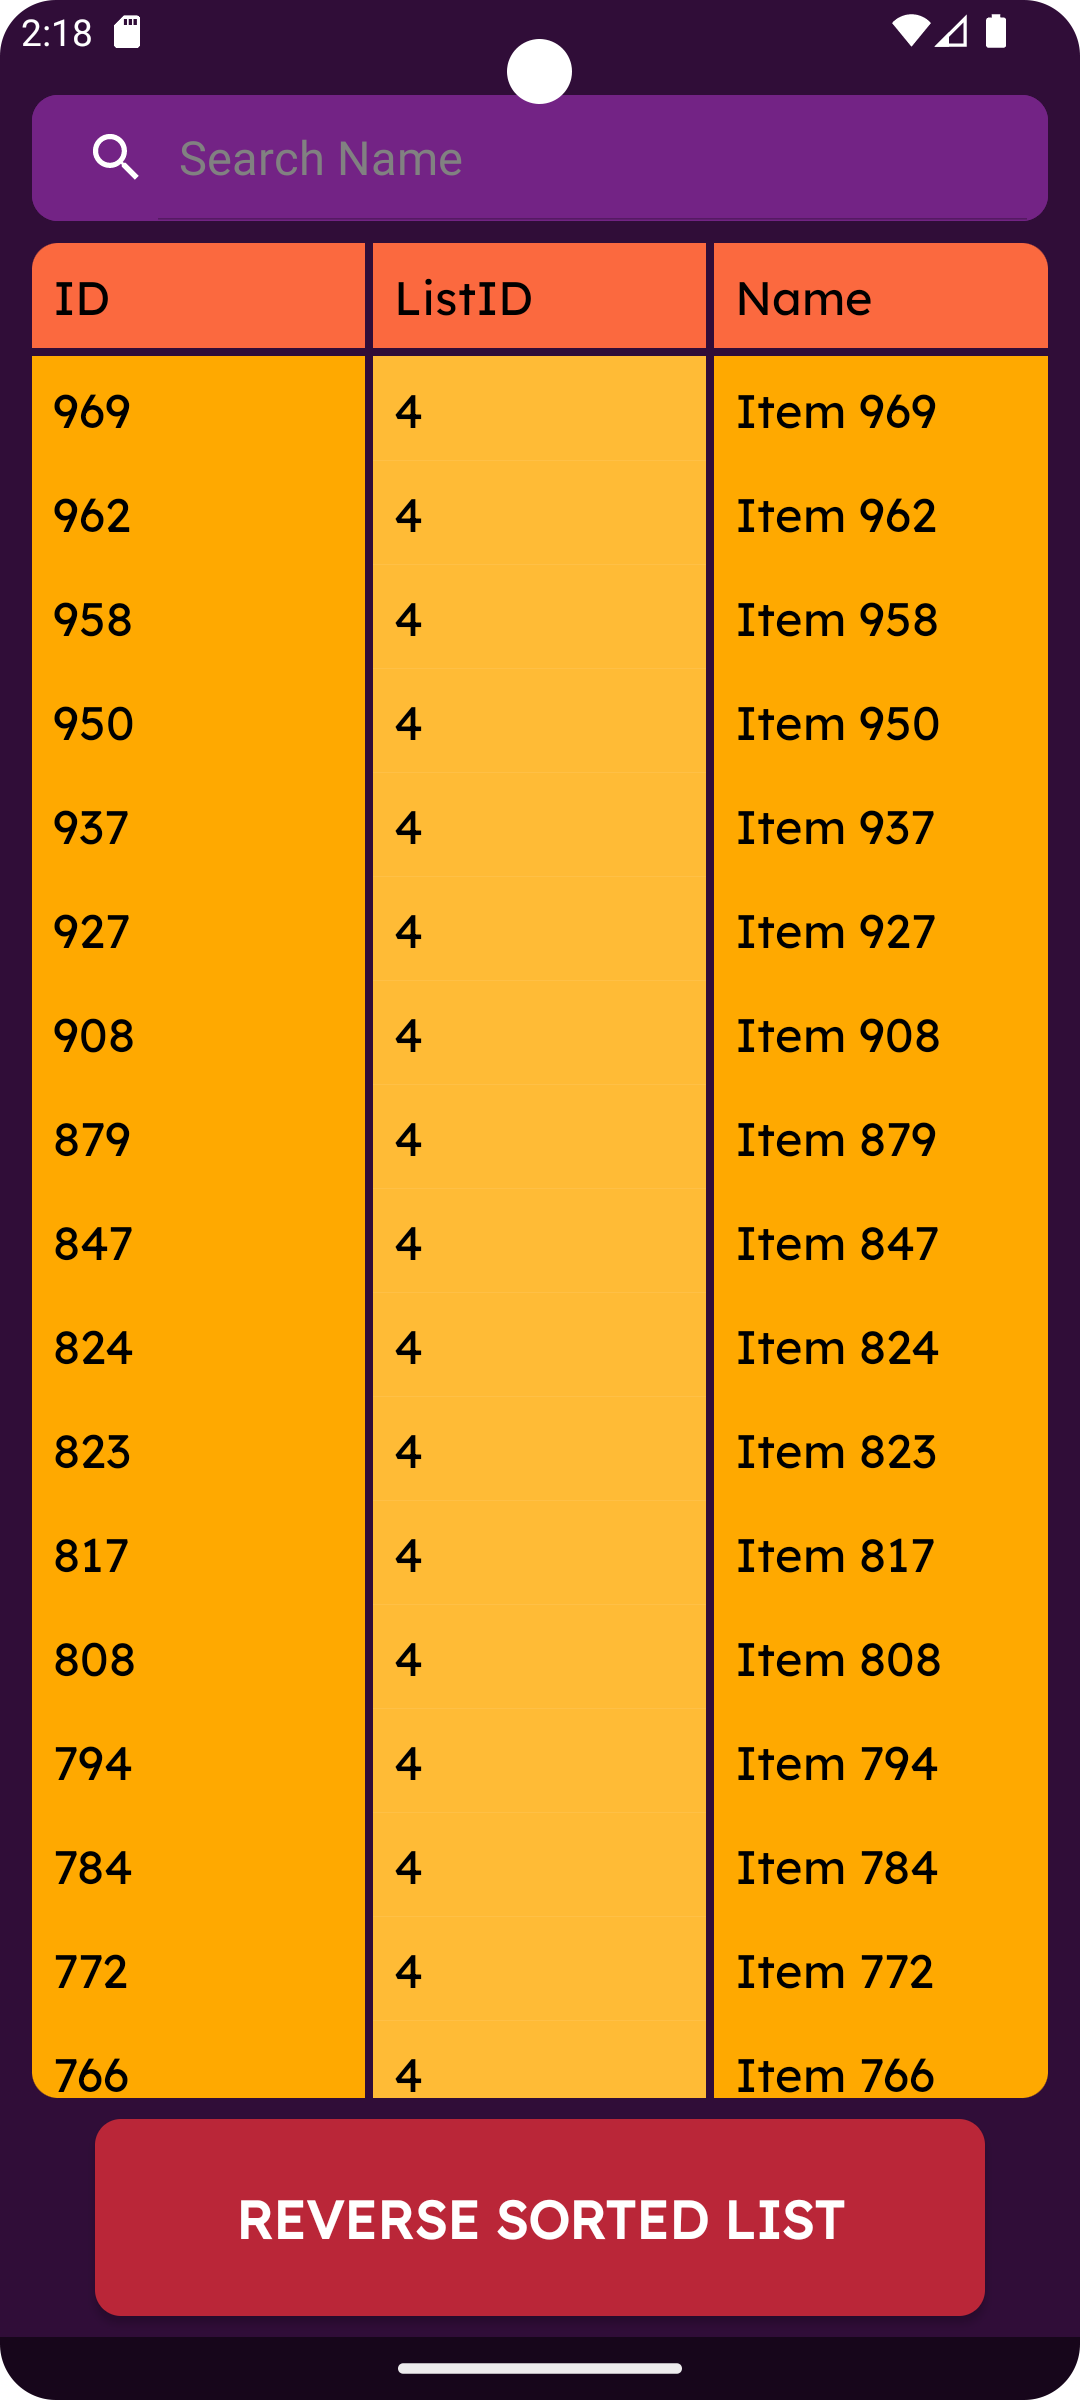 2:18
Search Name
ID ListID Name
969 4 Item 969
962 4 Item 962
958 4 Item 958
950 4 Item 950
937 4 Item 937
927 4 Item 927
908 4 Item 908
879 4 Item 879
847 4 Item 847
824 4 Item 824
823 4 Item 823
817 4 Item 817
808 4 Item 808
794 4 Item 794
784 4 Item 784
772 4 Item 772
766 4 Item 766
REVERSE SORTED LIST